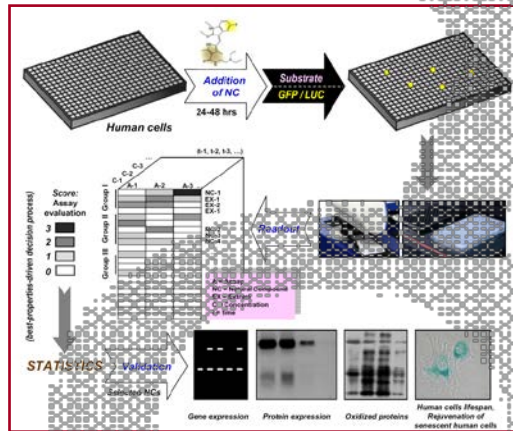 Addition
of NC
24-48 hrs
Substrate
GFP / LUC
Human cells
(t-1, t-2, t-3, ...)
...
C-3
C-2
C-1
A-1
A-2
A-3
Score:
Assay
evaluation
3
2
1
0
Group I
Group II
Group III
NC-1
EX-1
EX-2
EX-1
Readout
A = Assay
NC = Natural Compound
EX = Extract
(best-properties-driven decision process)
STATISTICS
Validation
Selected NCs
Gene expression
Protein expression
Oxidized proteins
Human cells lifespan,
Rejuvenation of
senescent human cells